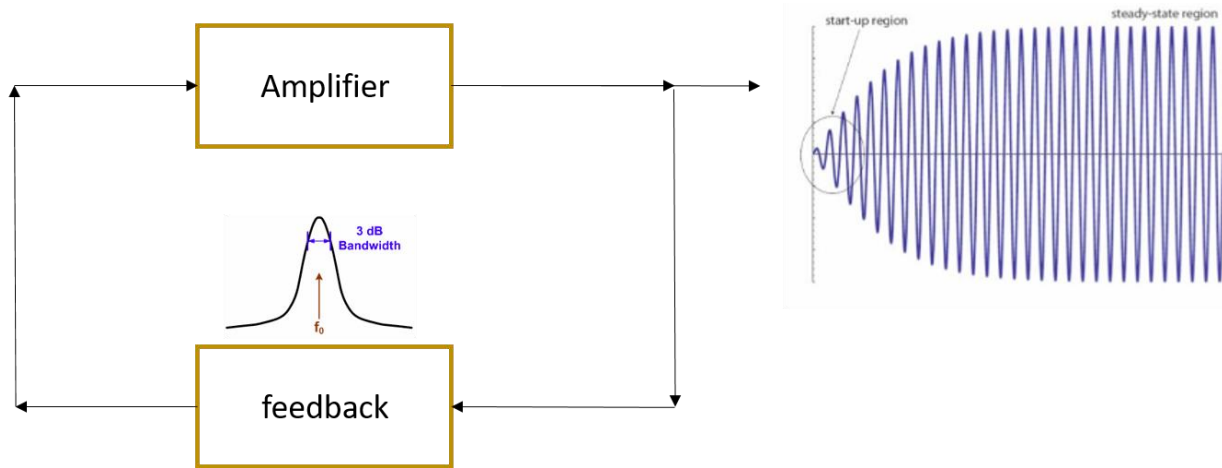 start-up region
steady-state region
Amplifier
3 dB
Bandwidth
f₀
feedback